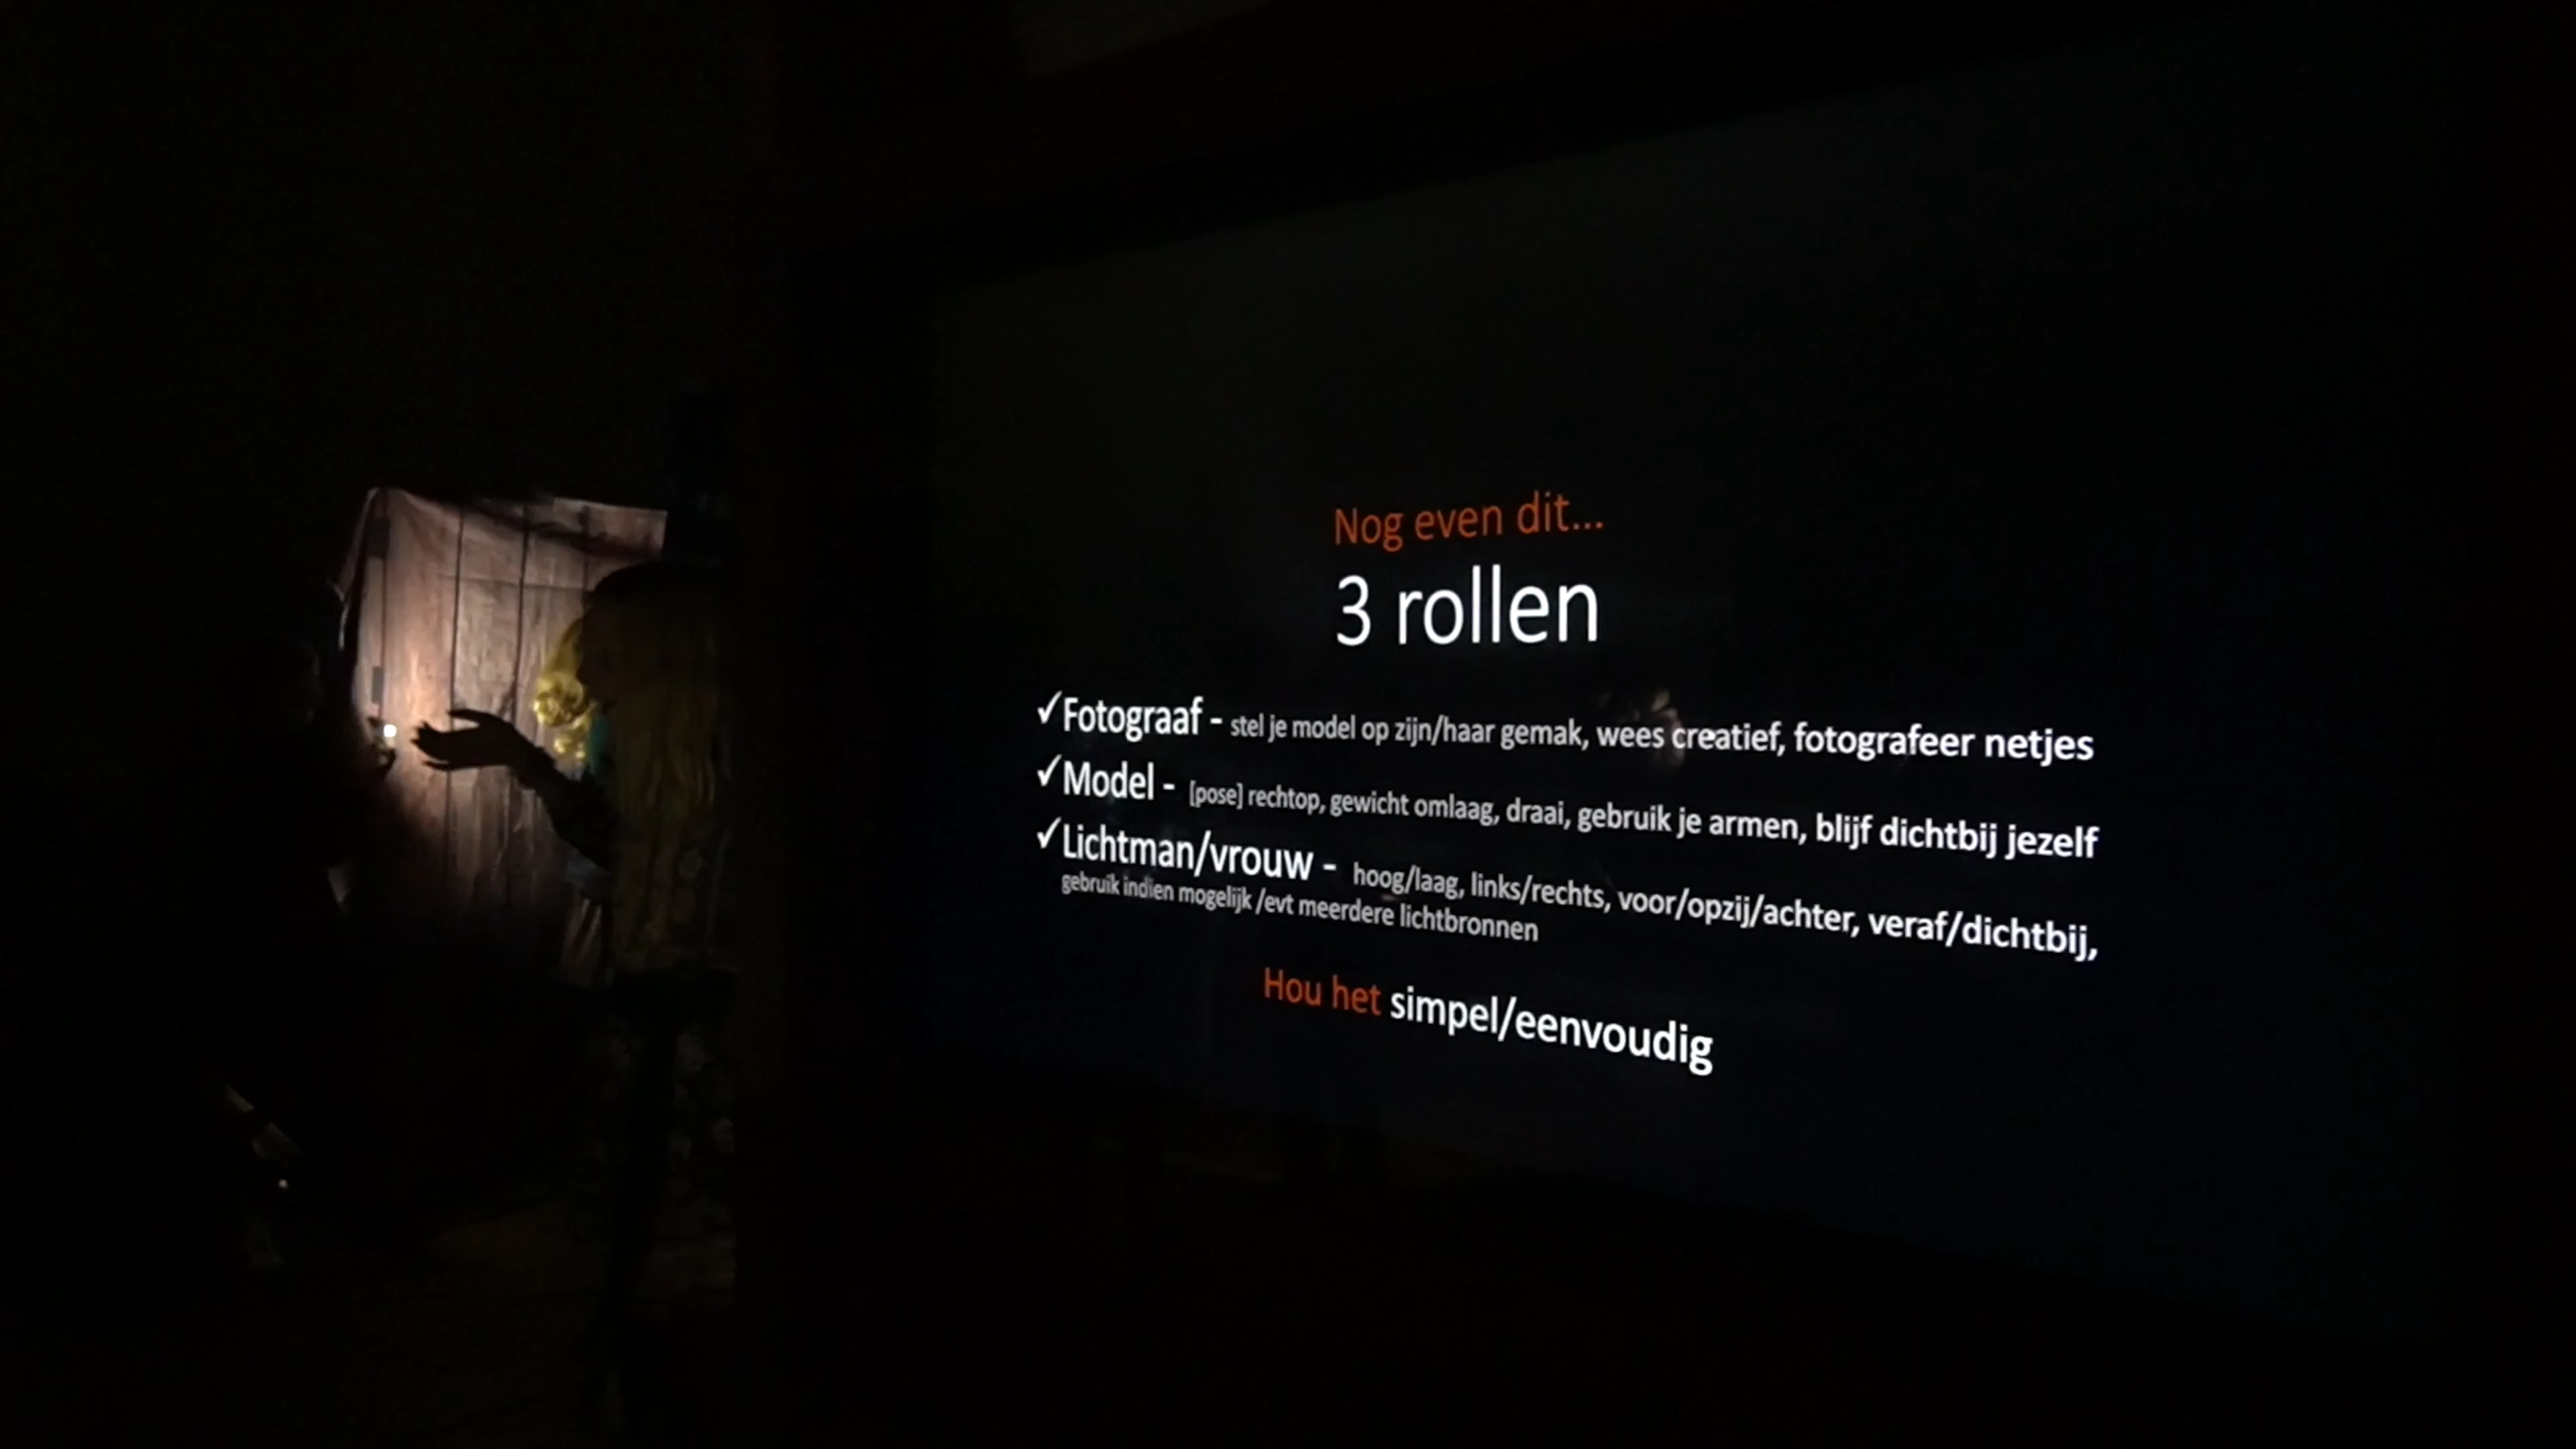 Nog even dit...
3 rollen
✓Fotograaf - stel je model op zijn/haar gemak, wees creatief, fotografeer netjes
✓Model - [pose] rechtop, gewicht omlaag, draai, gebruik je armen, blijf dichtbij jezelf
✓Lichtman/vrouw - hoog/laag, links/rechts, voor/opzij/achter, veraf/dichtbij,
gebruik indien mogelijk /evt meerdere lichtbronnen
Hou het simpel/eenvoudig